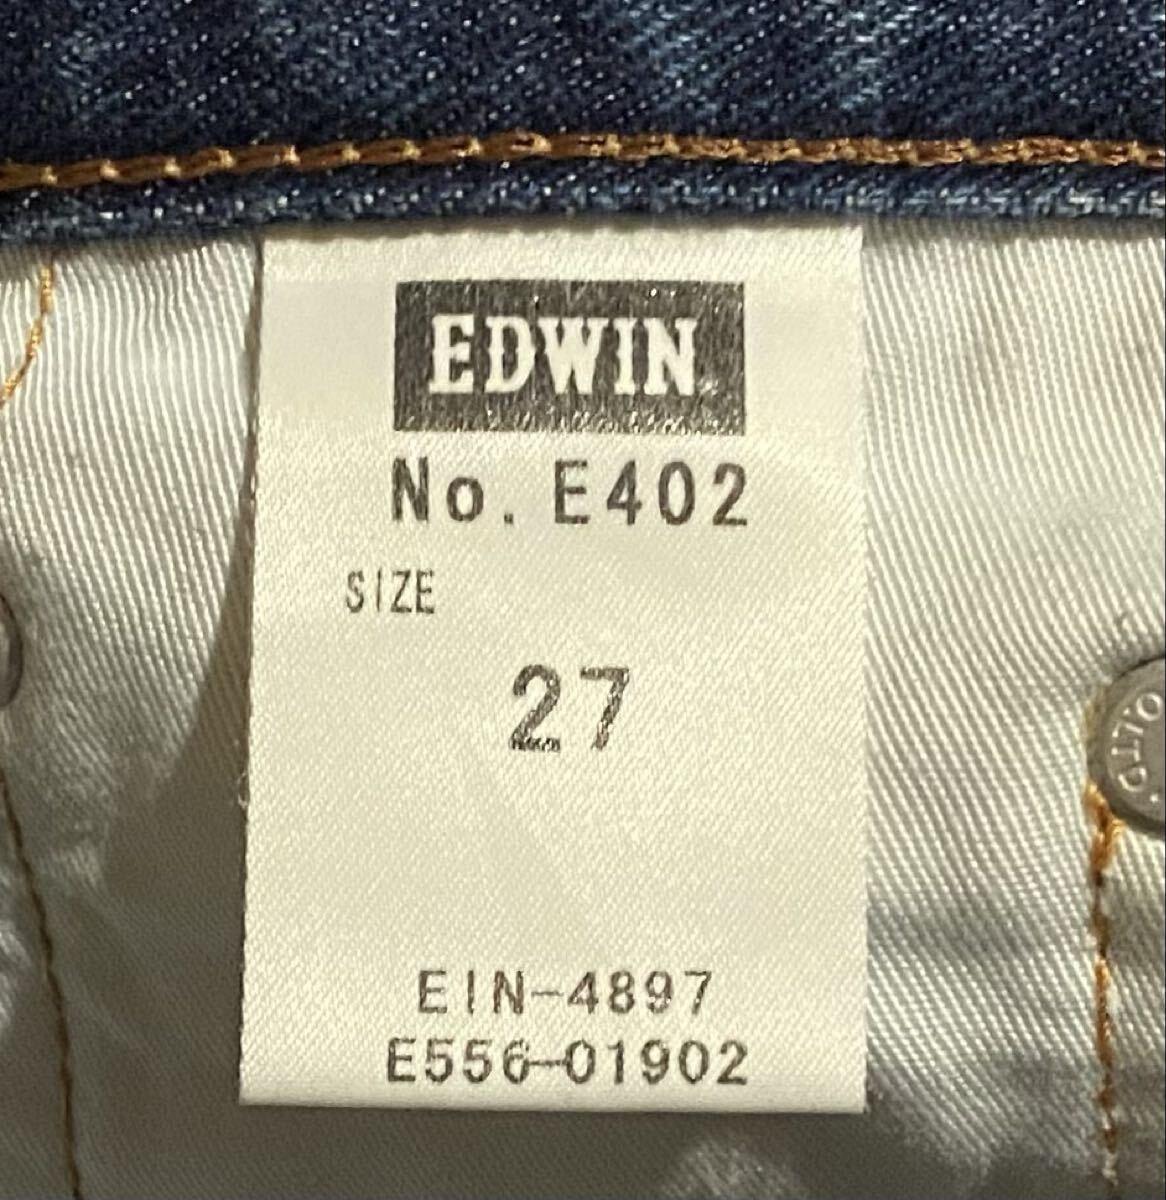 EDWIN
No. E402
SIZE
27
EIN-4897
E556-01902